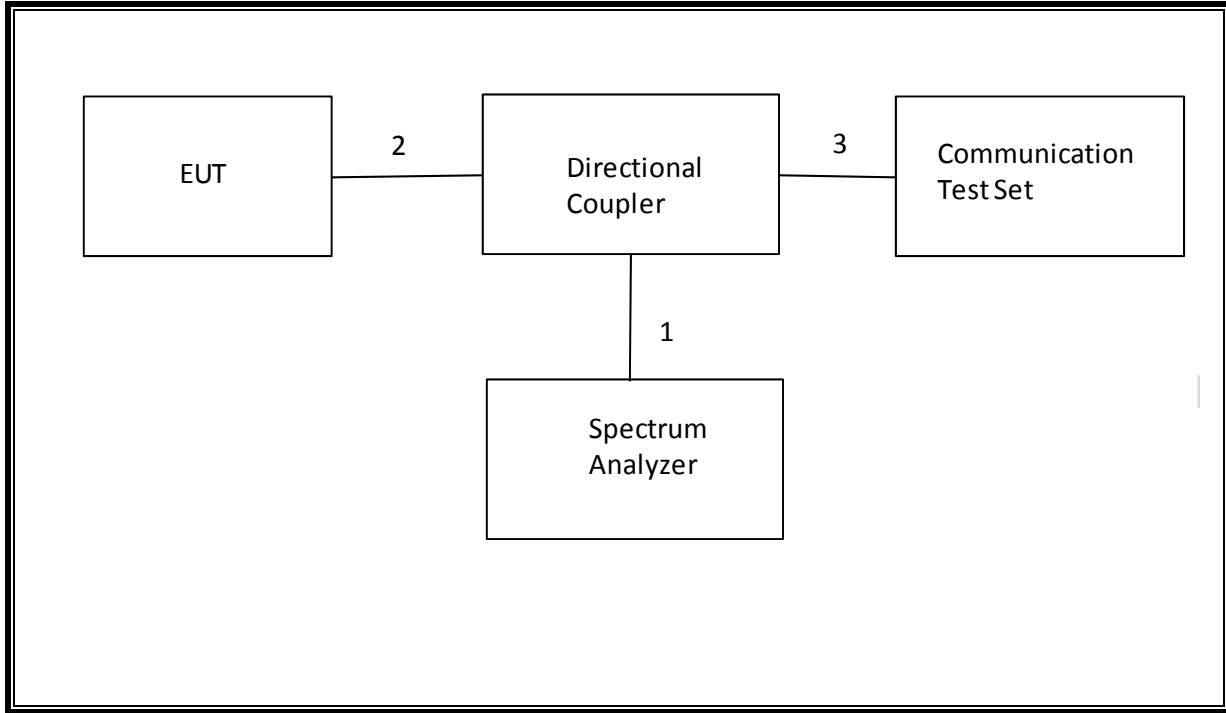 EUT
2
Directional
Coupler
3
Communication
Test Set
1
Spectrum
Analyzer